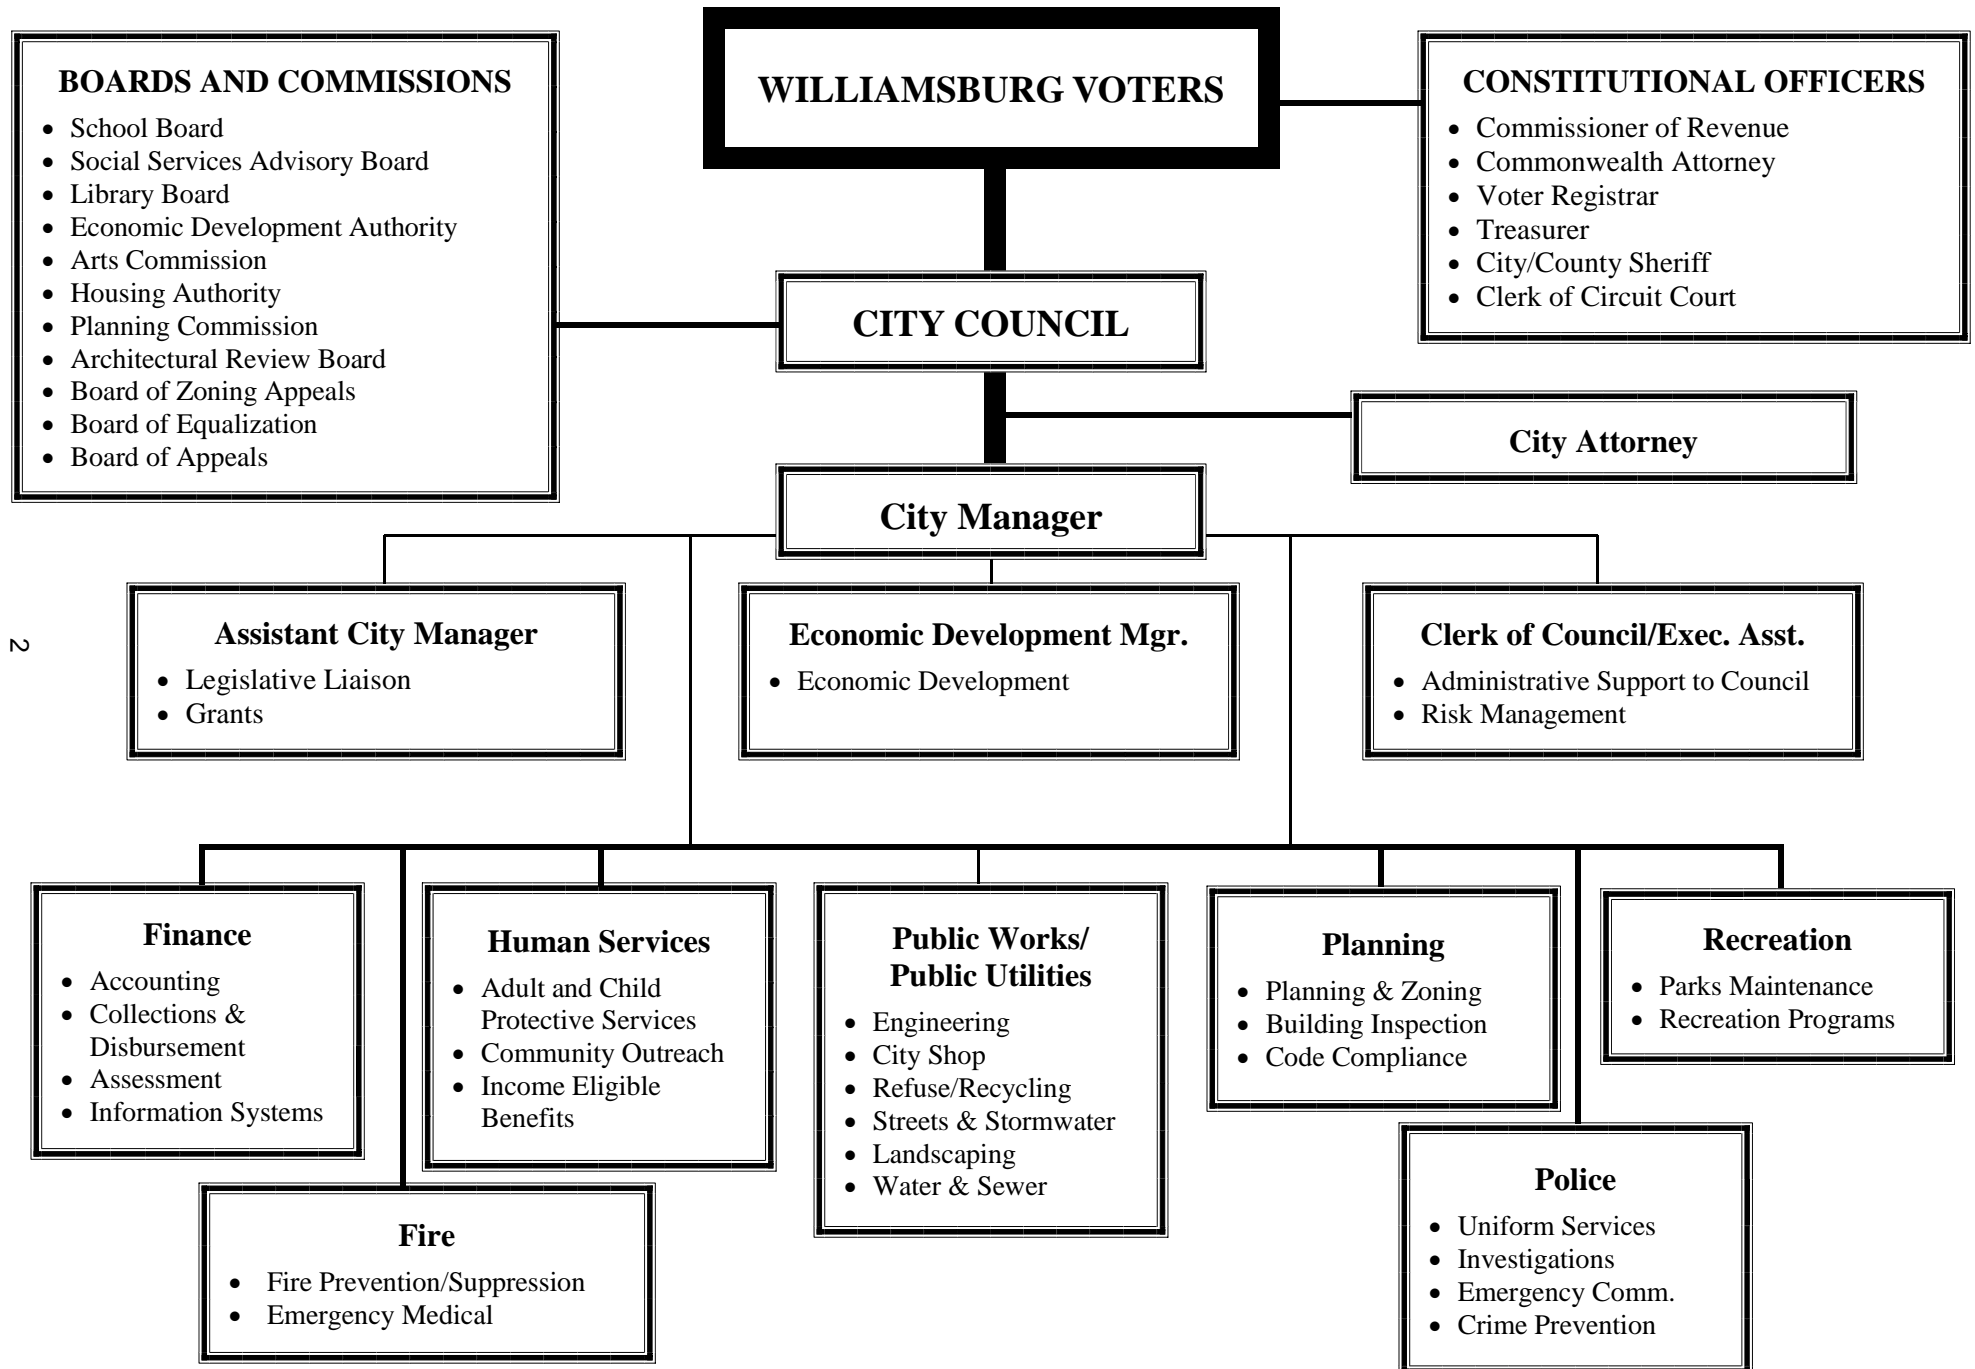 WILLIAMSBURG VOTERS
BOARDS AND COMMISSIONS
• School Board
• Social Services Advisory Board
• Library Board
• Economic Development Authority
• Arts Commission
• Housing Authority
• Planning Commission
• Architectural Review Board
• Board of Zoning Appeals
• Board of Equalization
• Board of Appeals
CONSTITUTIONAL OFFICERS
• Commissioner of Revenue
• Commonwealth Attorney
• Voter Registrar
• Treasurer
• City/County Sheriff
• Clerk of Circuit Court
CITY COUNCIL
City Attorney
City Manager
Assistant City Manager
• Legislative Liaison
• Grants
Economic Development Mgr.
• Economic Development
Clerk of Council/Exec. Asst.
• Administrative Support to Council
• Risk Management
Finance
• Accounting
• Collections &
Disbursement
• Assessment
• Information Systems
Human Services
• Adult and Child
Protective Services
• Community Outreach
• Income Eligible
Benefits
Public Works/
Public Utilities
• Engineering
• City Shop
• Refuse/Recycling
• Streets & Stormwater
• Landscaping
• Water & Sewer
Planning
• Planning & Zoning
• Building Inspection
• Code Compliance
Recreation
• Parks Maintenance
• Recreation Programs
Fire
• Fire Prevention/Suppression
• Emergency Medical
Police
• Uniform Services
• Investigations
• Emergency Comm.
• Crime Prevention
2